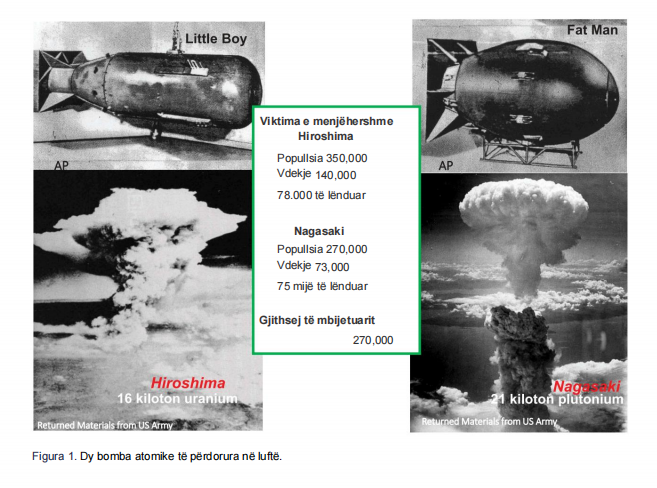 Little Boy
AP
Hiroshima
16 kiloton uranium
Returned Materials from US Army
Viktima e menjëhershme
Hiroshima
Popullsia 350,000
Vdekje 140,000
78.000 të lënduar
Nagasaki
Popullsia 270,000
Vdekje 73,000
75 mijë të lënduar
Gjithsej të mbijetuarit
270,000
Fat Man
AP
Nagasaki
21 kiloton plutonium
Returned Materials from US Army
Figura 1. Dy bomba atomike të përdorura në luftë.